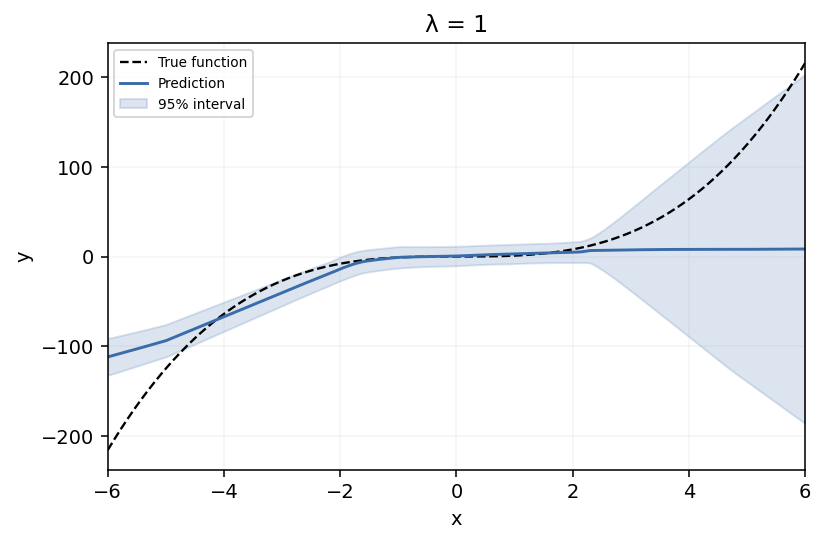 λ = 1
True function
Prediction
95% interval
y
200
100
0
−100
−200
−6
−4
−2
0
2
4
6
x